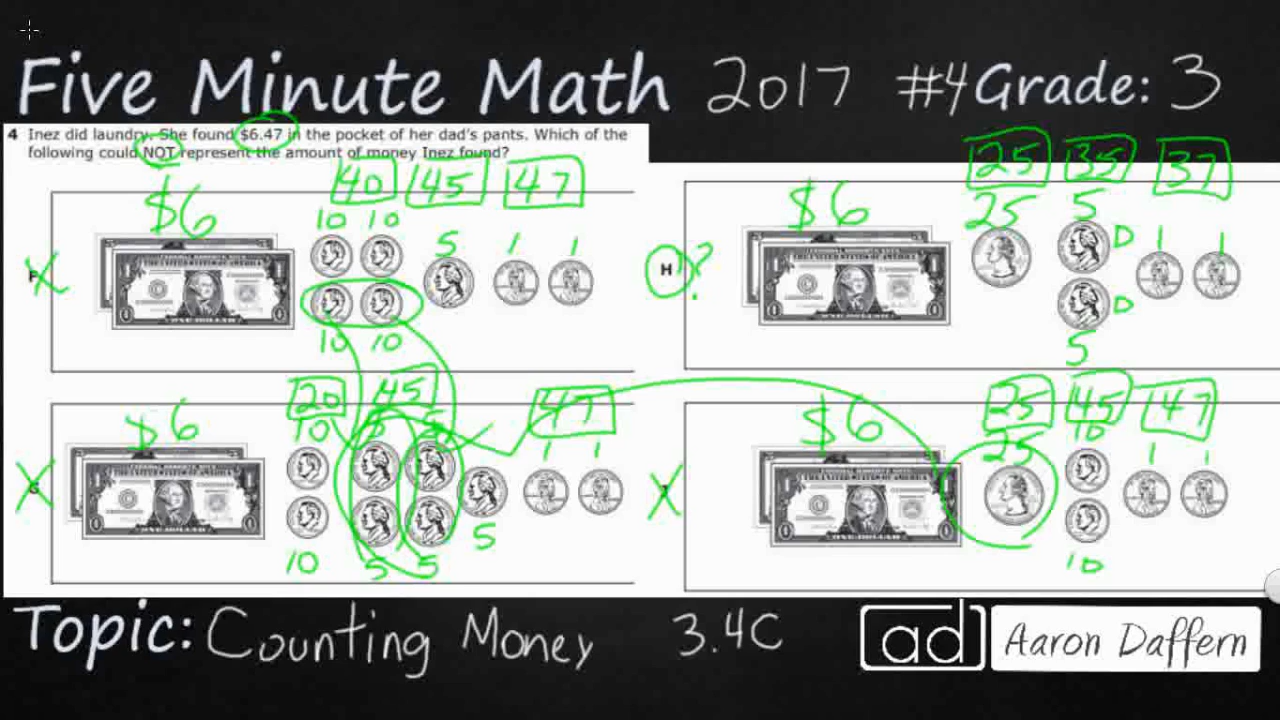 Five Minute Math 2017 #4 Grade: 3
4 Inez did laundry. She found $6.47 in the pocket of her dad's pants. Which of the
following could NOT represent the amount of money Inez found?
40 45 47
$6
10 10
5 1 1
F
10 10
25 35 37
$6
25 5
D 1 1
H ?
D
5
20 45 47
$6
10 5 5
1 1
G
5
10 5 5
25 45 47
$6
25 10
1 1
J
10
Topic: Counting Money 3.4C
ad Aaron Daffern